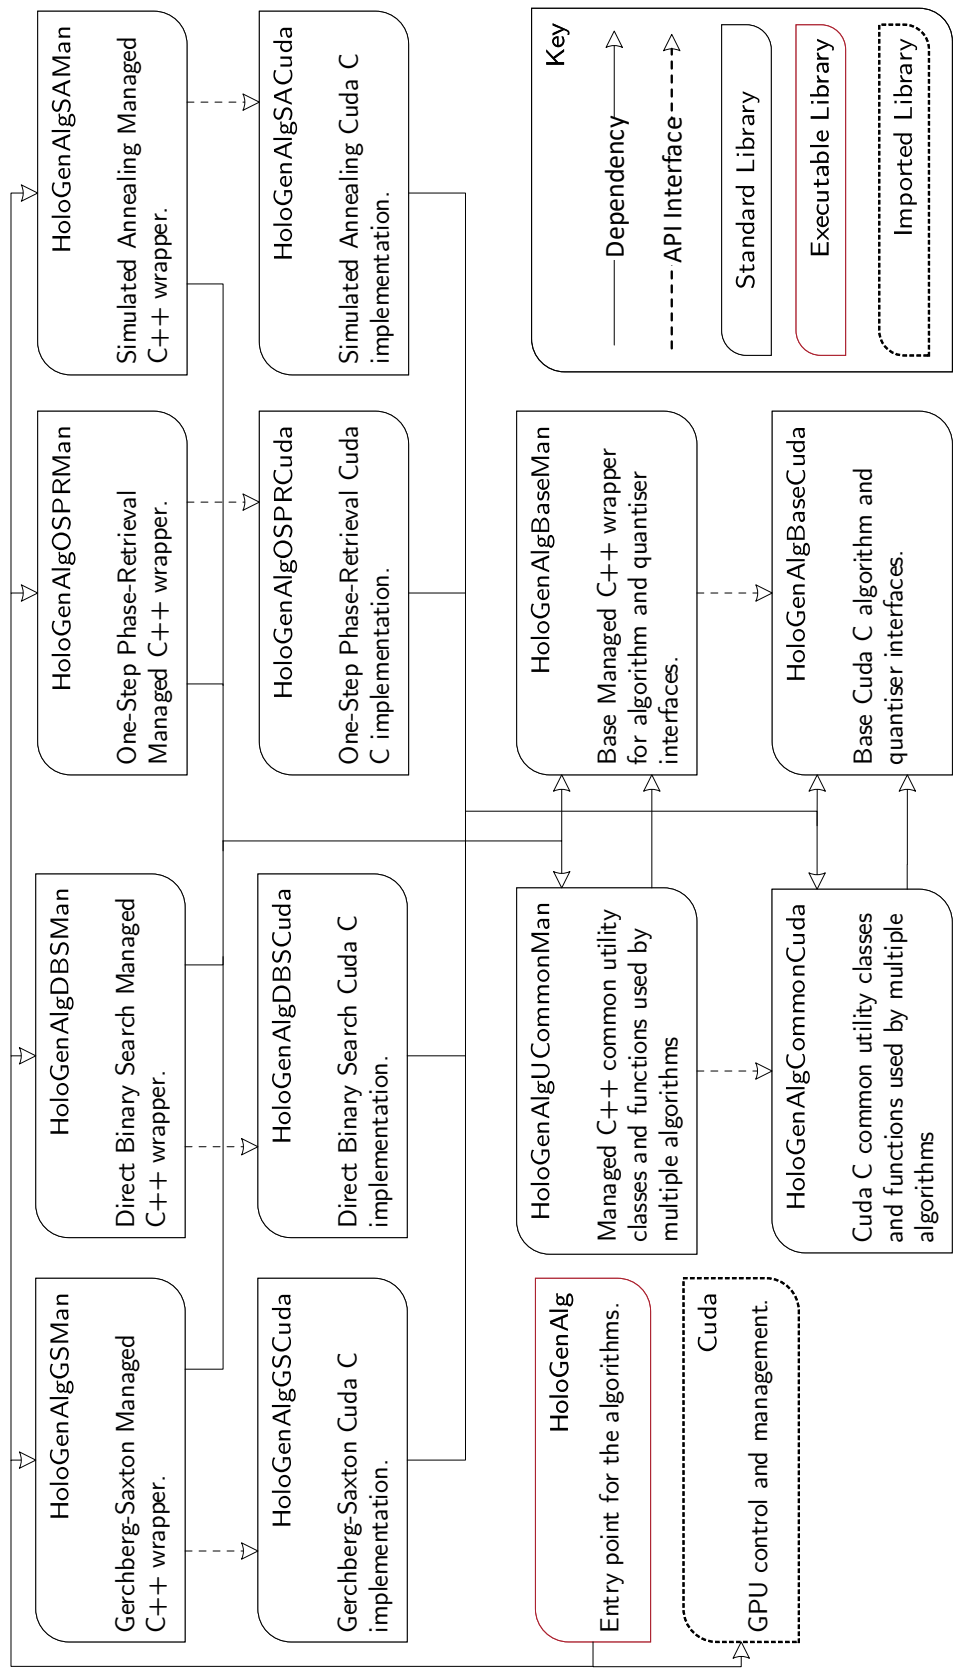 HoloGenAlgGSMan
Gerchberg-Saxton Managed
C++ wrapper.
HoloGenAlgDBSMan
Direct Binary Search Managed
C++ wrapper.
HoloGenAlgOSPRMan
One-Step Phase-Retrieval
Managed C++ wrapper.
HoloGenAlgSAMan
Simulated Annealing Managed
C++ wrapper.
HoloGenAlgGSCuda
Gerchberg-Saxton Cuda C
implementation.
HoloGenAlgDBSCuda
Direct Binary Search Cuda C
implementation.
HoloGenAlgOSPRCuda
One-Step Phase-Retrieval Cuda
C implementation.
HoloGenAlgSACuda
Simulated Annealing Cuda C
implementation.
HoloGenAlg
Entry point for the algorithms.
Cuda
GPU control and management.
HoloGenAlgUCommonMan
Managed C++ common utility
classes and functions used by
multiple algorithms
HoloGenAlgBaseMan
Base Managed C++ wrapper
for algorithm and quantiser
interfaces.
HoloGenAlgCommonCuda
Cuda C common utility classes
and functions used by multiple
algorithms
HoloGenAlgBaseCuda
Base Cuda C algorithm and
quantiser interfaces.
Key
Dependency
API Interface
Standard Library
Executable Library
Imported Library